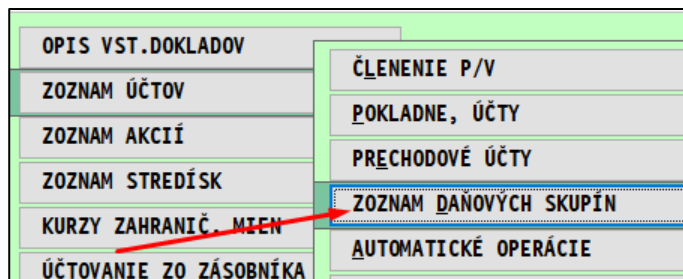 OPIS VST.DOKLADOV
ZOZNAM ÚČTOV
ZOZNAM AKCIÍ
ZOZNAM STREDÍSK
KURZY ZAHRANIČ. MIEN
ÚČTOVANIE ZO ZÁSOBNÍKA
ČLENENIE P/V
POKLADNE, ÚČTY
PRECHODOVÉ ÚČTY
ZOZNAM DAŇOVÝCH SKUPÍN
AUTOMATICKÉ OPERÁCIE